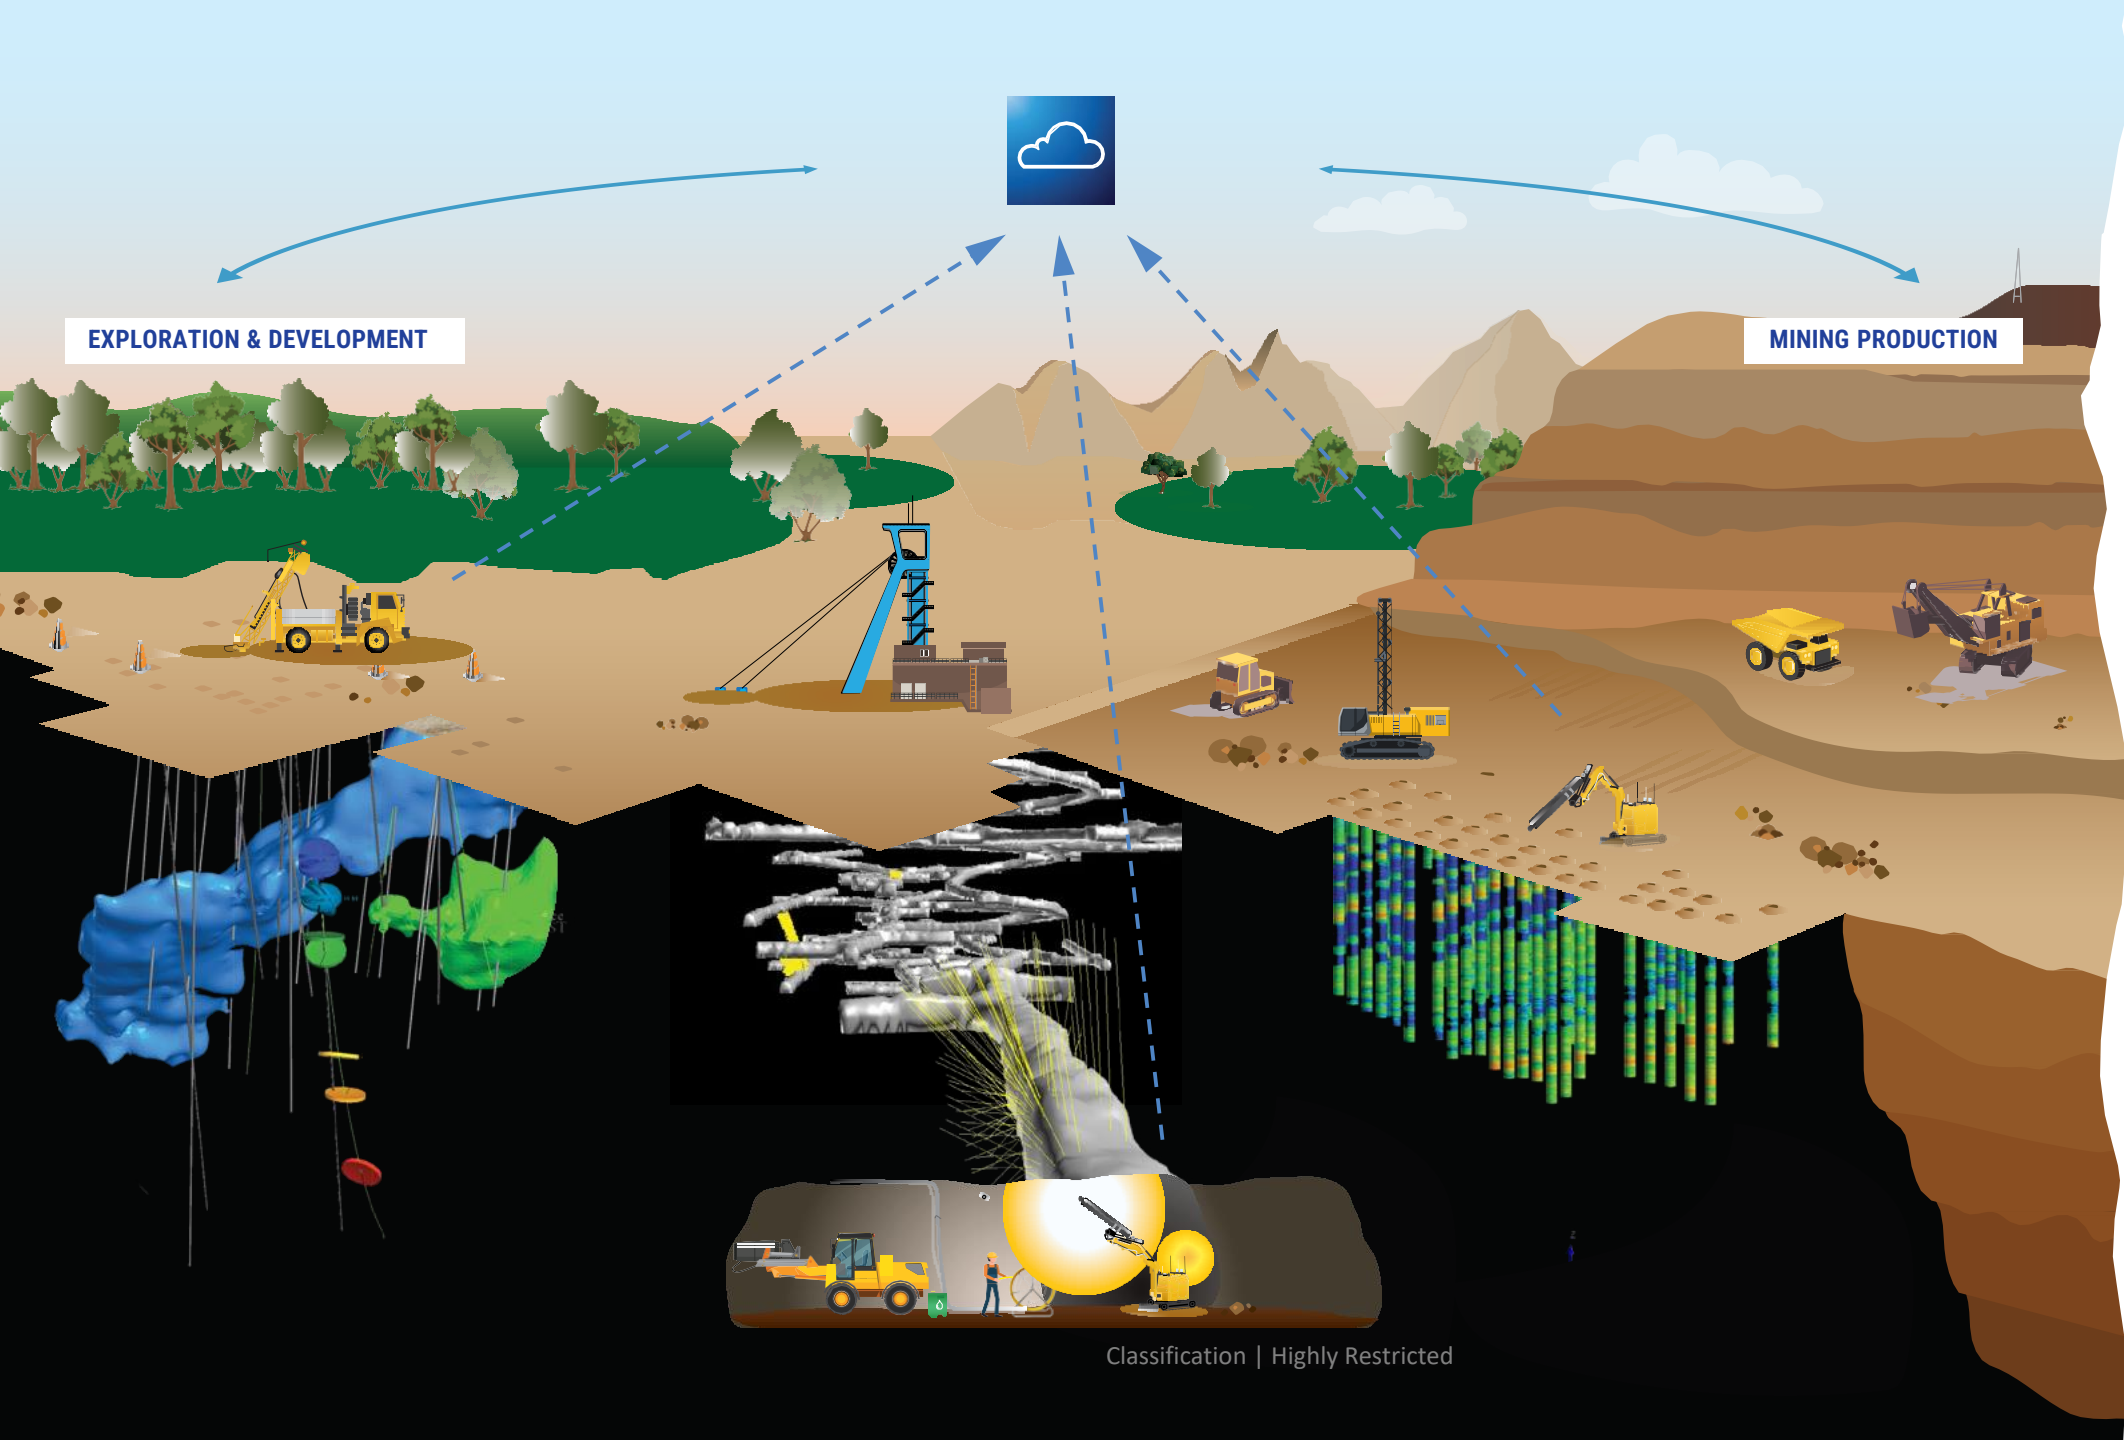 EXPLORATION & DEVELOPMENT
MINING PRODUCTION
Classification | Highly Restricted